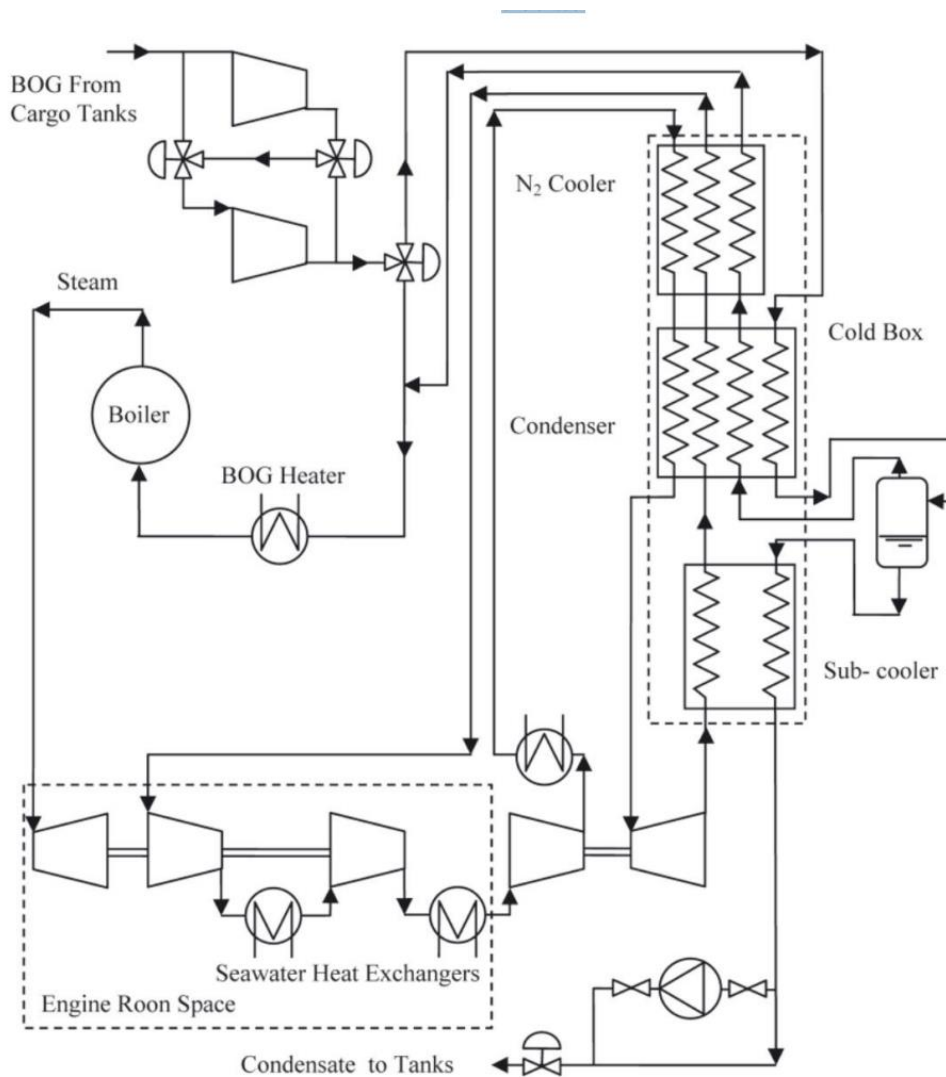 BOG From
Cargo Tanks
N₂ Cooler
Steam
Cold Box
Boiler
Condenser
BOG Heater
Sub- cooler
Seawater Heat Exchangers
Engine Roon Space
Condensate to Tanks